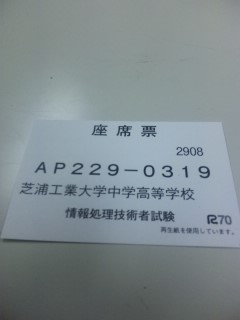 座席票
2908
AP229-0319
芝浦工業大学中学高等学校
情報処理技術者試験
R70
再生紙を使用しています。